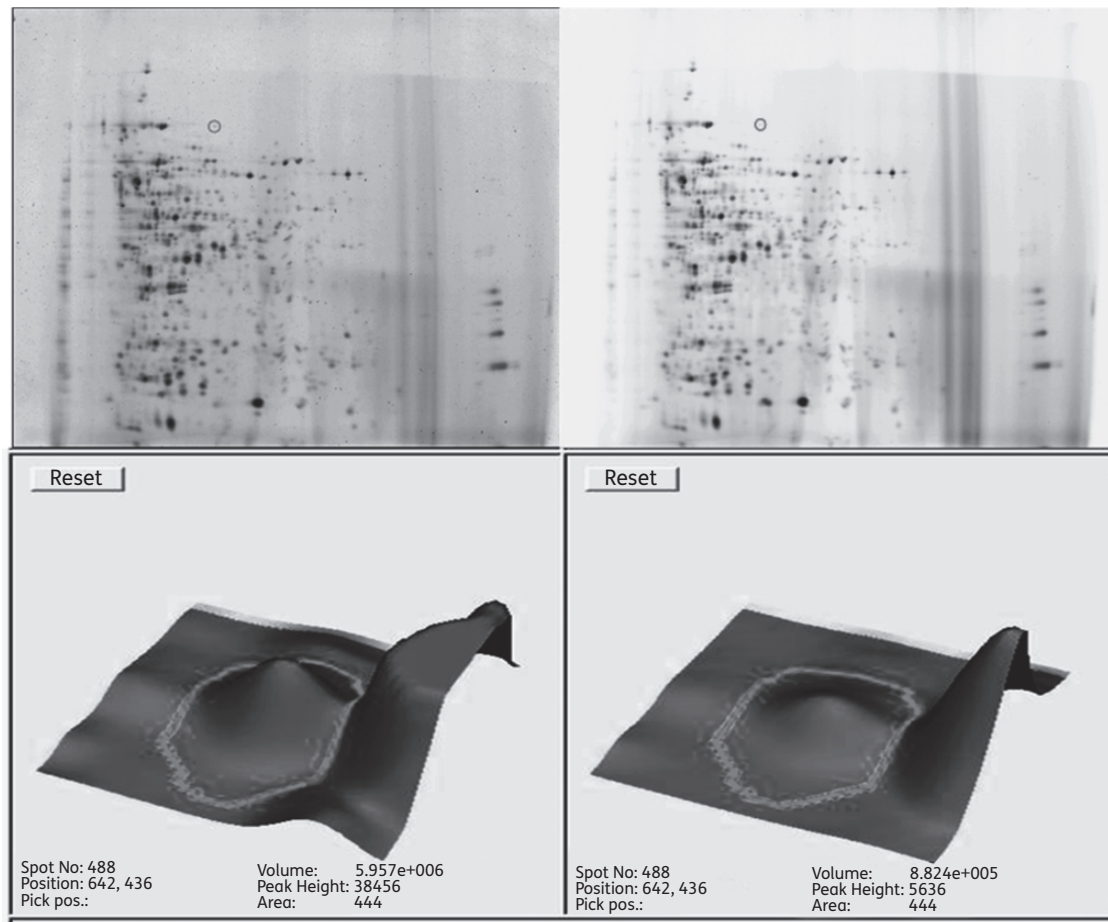 Reset
Reset
Spot No: 488
Position: 642, 436
Pick pos.:
Volume: 5.957e+006
Peak Height: 38456
Area: 444
Spot No: 488
Position: 642, 436
Pick pos.:
Volume: 8.824e+005
Peak Height: 5636
Area: 444